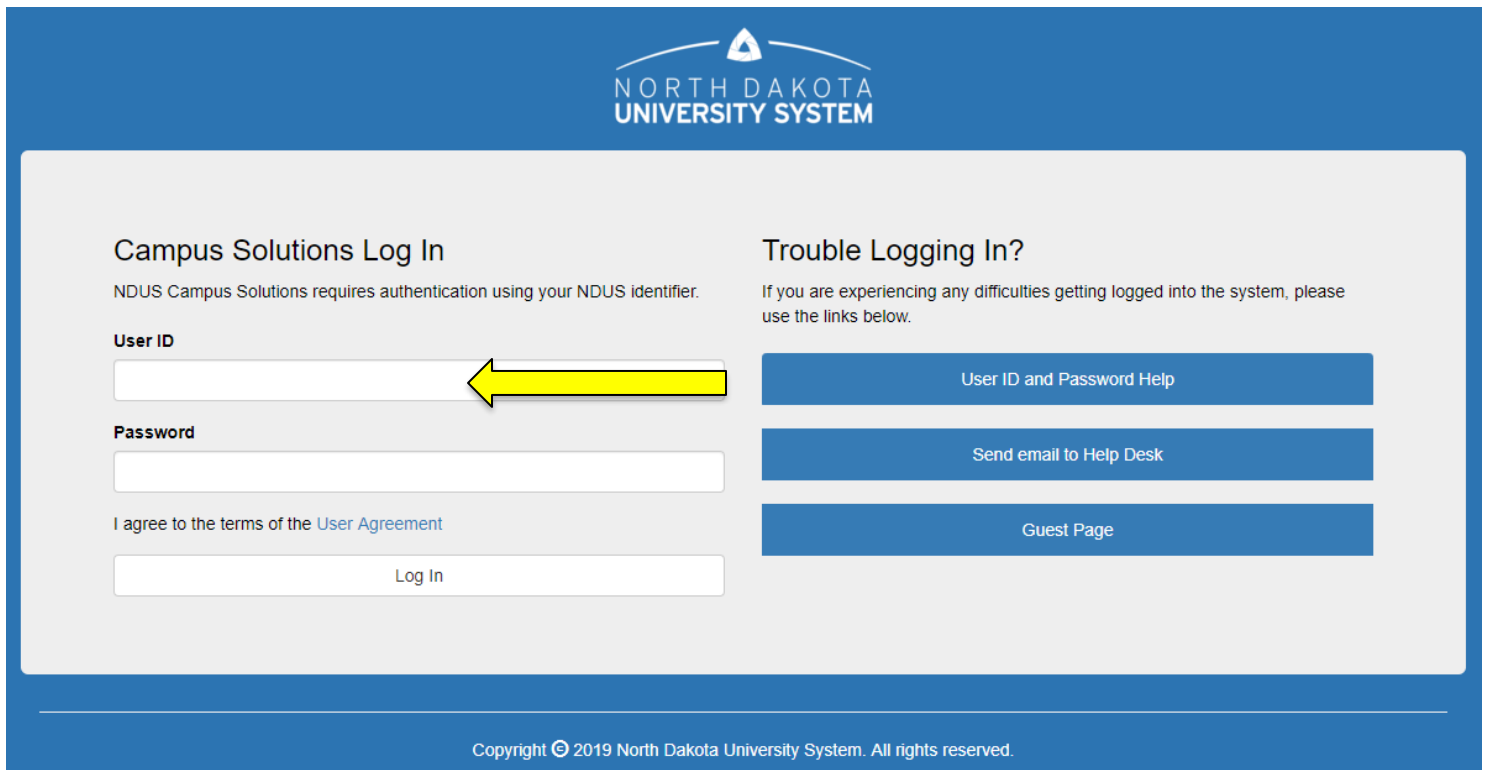 NORTH DAKOTA
UNIVERSITY SYSTEM
Campus Solutions Log In
NDUS Campus Solutions requires authentication using your NDUS identifier.
User ID
Password
I agree to the terms of the User Agreement
Log In
Trouble Logging In?
If you are experiencing any difficulties getting logged into the system, please
use the links below.
User ID and Password Help
Send email to Help Desk
Guest Page
Copyright © 2019 North Dakota University System. All rights reserved.